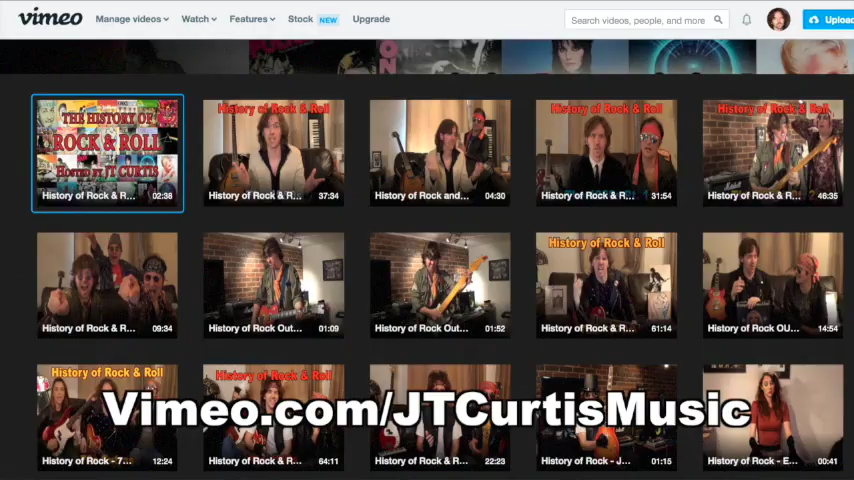 vimeo Manage videos Watch Features Stock NEW Upgrade Search videos, people, and more Upload
THE HISTORY OF
ROCK & ROLL
HOSTED BY JT CURTIS
History of Rock & R... 02:38
History of Rock & Roll
History of Rock & R... 37:34
History of Rock and... 04:30
History of Rock & Roll
History of Rock & R... 31:54
History of Rock & Roll
History of Rock & R... 46:35
History of Rock & R... 09:34
History of Rock Out... 01:09
History of Rock Out... 01:52
History of Rock & Roll
History of Rock & R... 61:14
History of Rock OU... 14:54
History of Rock & Roll
History of Rock - 7... 12:24
History of Rock & Roll
History of Rock & R... 64:11
History of Rock & R... 22:23
History of Rock - J... 01:15
History of Rock - E... 00:41
Vimeo.com/JTCurtisMusic